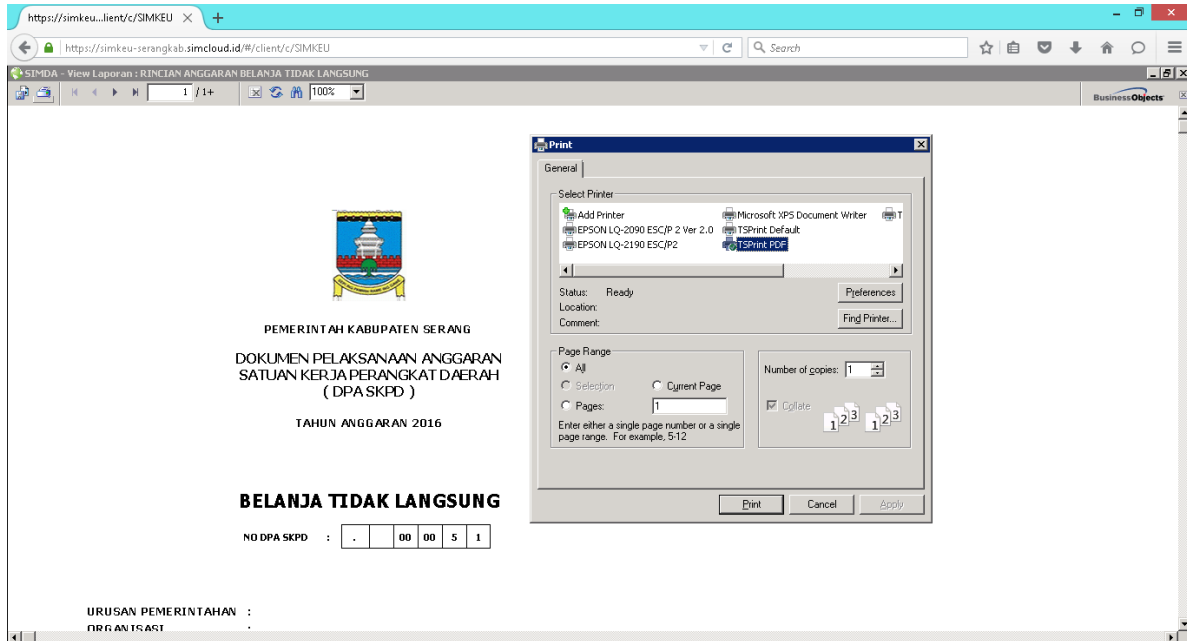 https://simkeu...lient/c/SIMKEU
https://simkeu-serangkab.simcloud.id/#/client/c/SIMKEU
Search
SIMDA - View Laporan : RINCIAN ANGGARAN BELANJA TIDAK LANGSUNG
1 / 1+
100%
BusinessObjects
PEMERINTAH KABUPATEN SERANG
DOKUMEN PELAKSANAAN ANGGARAN
SATUAN KERJA PERANGKAT DAERAH
( DPA SKPD )
TAHUN ANGGARAN 2016
BELANJA TIDAK LANGSUNG
NO DPA SKPD : . 00 00 5 1
URUSAN PEMERINTAHAN :
ORGANISASI :
Print
General
Select Printer
Add Printer
Microsoft XPS Document Writer
T
EPSON LQ-2090 ESC/P 2 Ver 2.0
TSPrint Default
EPSON LQ-2190 ESC/P2
TSPrint PDF
Status: Ready
Preferences
Location:
Comment:
Find Printer...
Page Range
All
Selection
Current Page
Pages: 1
Enter either a single page number or a single
page range. For example, 5-12
Number of copies: 1
Collate
1 2 3 1 2 3
Print
Cancel
Apply